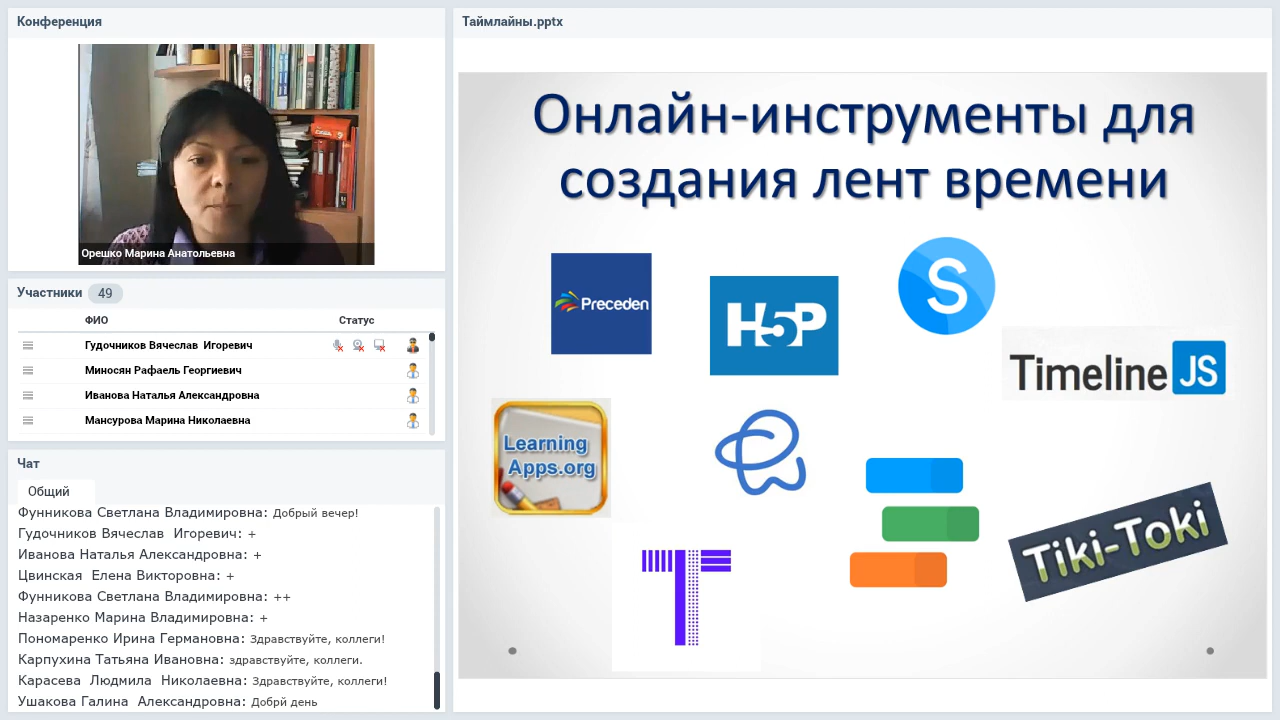 Конференция
Орешко Марина Анатольевна
Участники 49
ФИО Статус
Гудочников Вячеслав Игоревич
Миносян Рафаель Георгиевич
Иванова Наталья Александровна
Мансурова Марина Николаевна
Чат
Общий
Фунникова Светлана Владимировна: Добрый вечер!
Гудочников Вячеслав Игоревич: +
Иванова Наталья Александровна: +
Цвинская Елена Викторовна: +
Фунникова Светлана Владимировна: ++
Назаренко Марина Владимировна: +
Пономаренко Ирина Германовна: Здравствуйте, коллеги!
Карпухина Татьяна Ивановна: здравствуйте, коллеги.
Карасева Людмила Николаевна: Здравствуйте, коллеги!
Ушакова Галина Александровна: Добрй день
Таймлайны.pptx
Онлайн-инструменты для
создания лент времени
Preceden
H5P
S
Timeline JS
Learning
Apps.org
T
Tiki-Toki